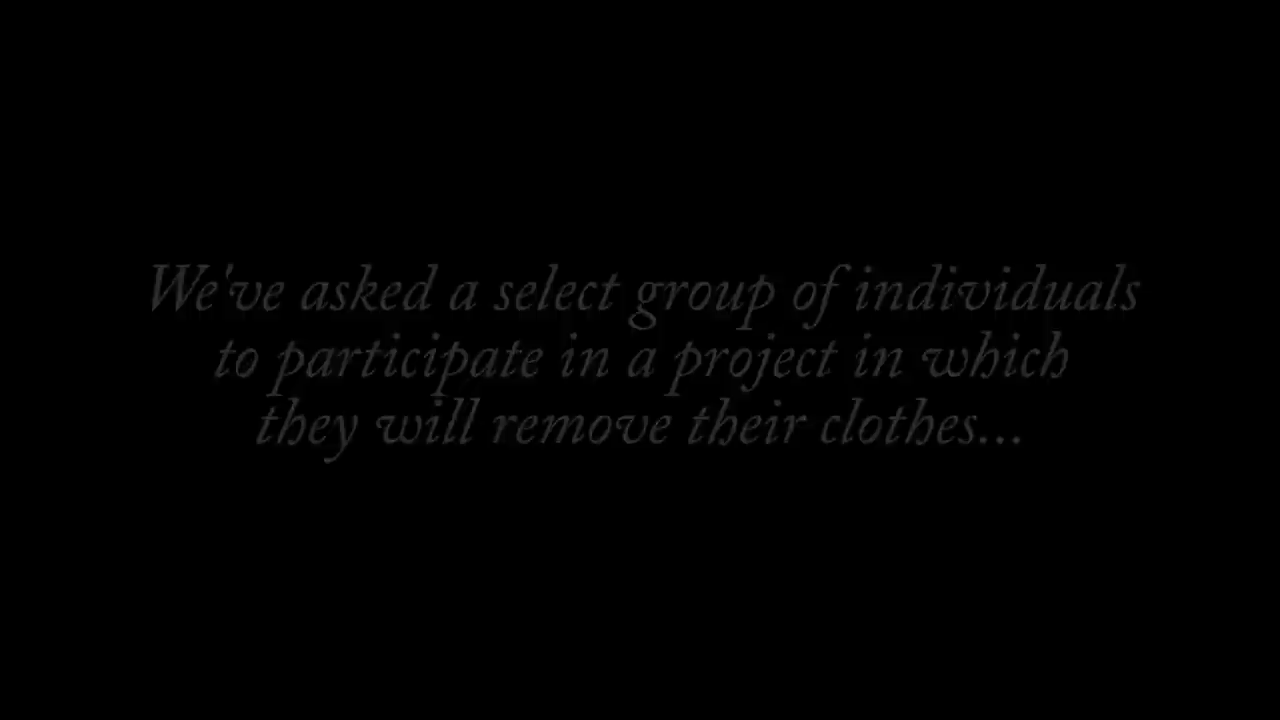 We've asked a select group of individuals
to participate in a project in which
they will remove their clothes...